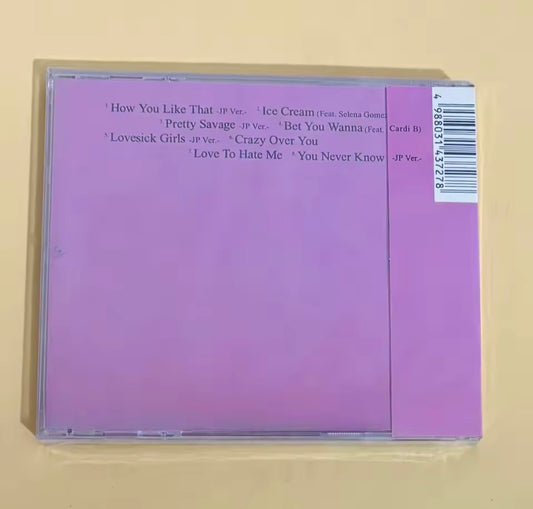 1. How You Like That -JP Ver.- 2. Ice Cream (Feat. Selena Gomez
3. Pretty Savage -JP Ver.- 4. Bet You Wanna (Feat. Cardi B)
5. Lovesick Girls -JP Ver.- 6. Crazy Over You
7. Love To Hate Me 8. You Never Know -JP Ver.-
4 988031 437278